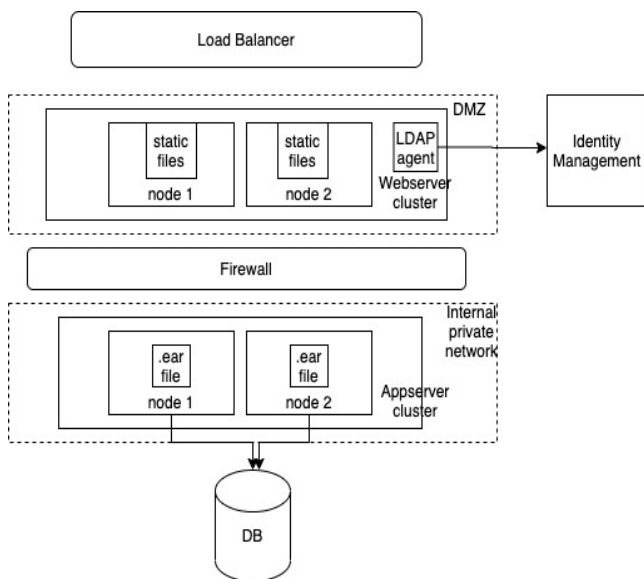 Load Balancer
DMZ
static
files
node 1
static
files
node 2
LDAP
agent
Webserver
cluster
Identity
Management
Firewall
Internal
private
network
.ear
file
node 1
.ear
file
node 2
Appserver
cluster
DB